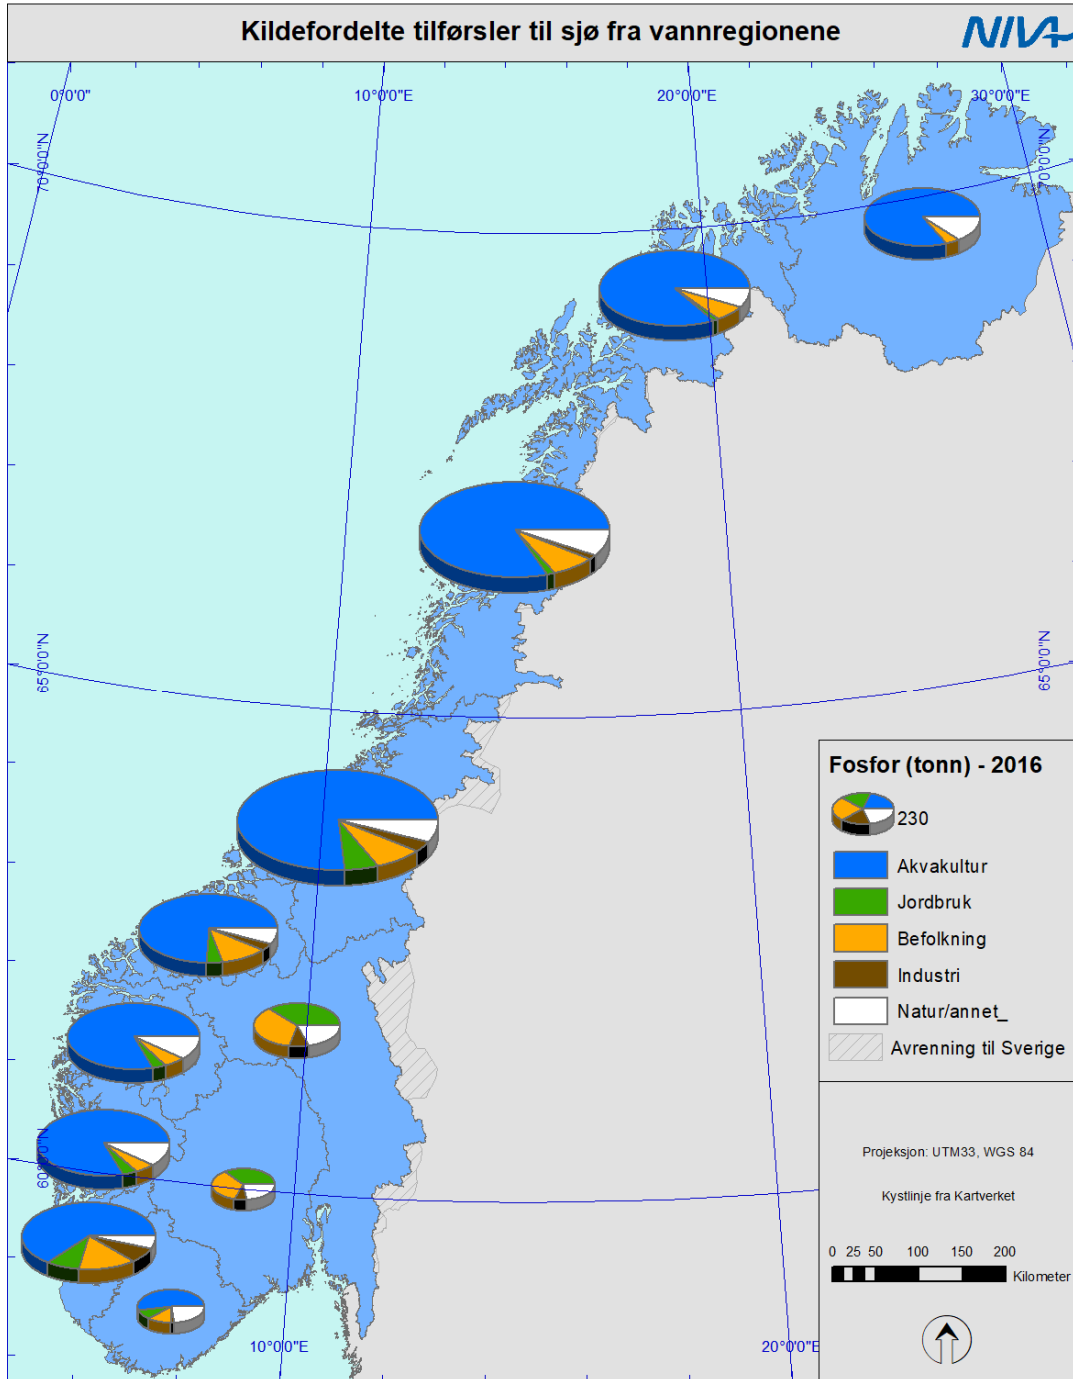 Kildefordelte tilførsler til sjø fra vannregionene
NIVA
0°0'0"
10°0'0"E
20°0'0"E
30°0'0"E
70°0'0"N
70°0'0"N
65°0'0"N
65°0'0"N
60°0'0"N
10°0'0"E
20°0'0"E
Fosfor (tonn) - 2016
230
Akvakultur
Jordbruk
Befolkning
Industri
Natur/annet_
Avrenning til Sverige
Projeksjon: UTM33, WGS 84
Kystlinje fra Kartverket
0 25 50 100 150 200
Kilometer